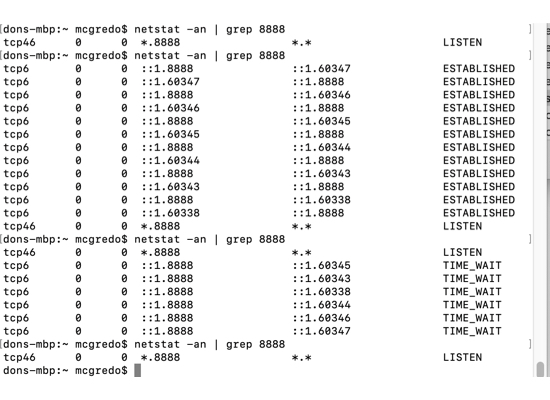 [dons-mbp:~ mcgredo$ netstat -an | grep 8888 ]
tcp46 0 0 *.8888 *.* LISTEN
[dons-mbp:~ mcgredo$ netstat -an | grep 8888 ]
tcp6 0 0 ::1.8888 ::1.60347 ESTABLISHED
tcp6 0 0 ::1.60347 ::1.8888 ESTABLISHED
tcp6 0 0 ::1.8888 ::1.60346 ESTABLISHED
tcp6 0 0 ::1.60346 ::1.8888 ESTABLISHED
tcp6 0 0 ::1.8888 ::1.60345 ESTABLISHED
tcp6 0 0 ::1.60345 ::1.8888 ESTABLISHED
tcp6 0 0 ::1.8888 ::1.60344 ESTABLISHED
tcp6 0 0 ::1.60344 ::1.8888 ESTABLISHED
tcp6 0 0 ::1.8888 ::1.60343 ESTABLISHED
tcp6 0 0 ::1.60343 ::1.8888 ESTABLISHED
tcp6 0 0 ::1.8888 ::1.60338 ESTABLISHED
tcp6 0 0 ::1.60338 ::1.8888 ESTABLISHED
tcp46 0 0 *.8888 *.* LISTEN
[dons-mbp:~ mcgredo$ netstat -an | grep 8888 ]
tcp46 0 0 *.8888 *.* LISTEN
tcp6 0 0 ::1.8888 ::1.60345 TIME_WAIT
tcp6 0 0 ::1.8888 ::1.60343 TIME_WAIT
tcp6 0 0 ::1.8888 ::1.60338 TIME_WAIT
tcp6 0 0 ::1.8888 ::1.60344 TIME_WAIT
tcp6 0 0 ::1.8888 ::1.60346 TIME_WAIT
tcp6 0 0 ::1.8888 ::1.60347 TIME_WAIT
[dons-mbp:~ mcgredo$ netstat -an | grep 8888 ]
tcp46 0 0 *.8888 *.* LISTEN
dons-mbp:~ mcgredo$